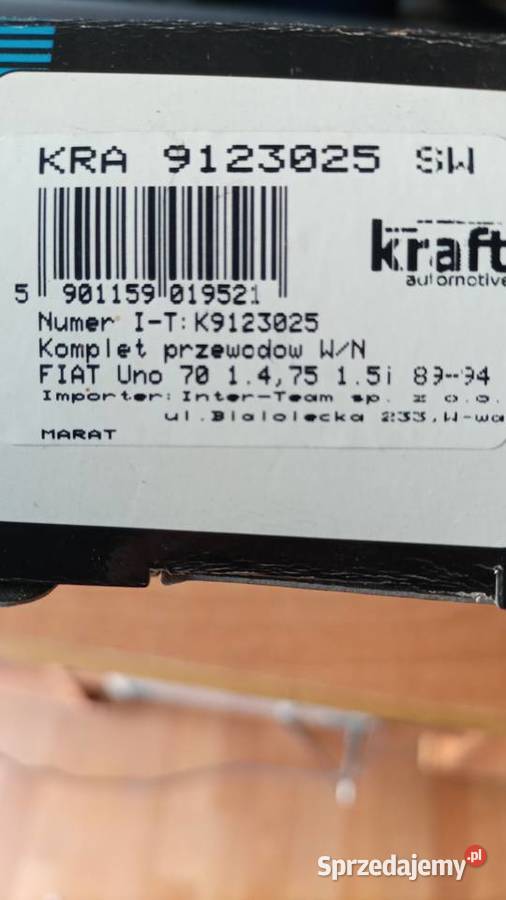 KRA 9123025 SW
5 901159 019521
kraft
automotive
Numer I-T: K9123025
Komplet przewodow W/N
FIAT Uno 70 1.4,75 1.5i 89-94
Importer: Inter-Team sp. z o.o.
ul.Bialolecka 233,W-wa
MARAT
Sprzedajemy.pl